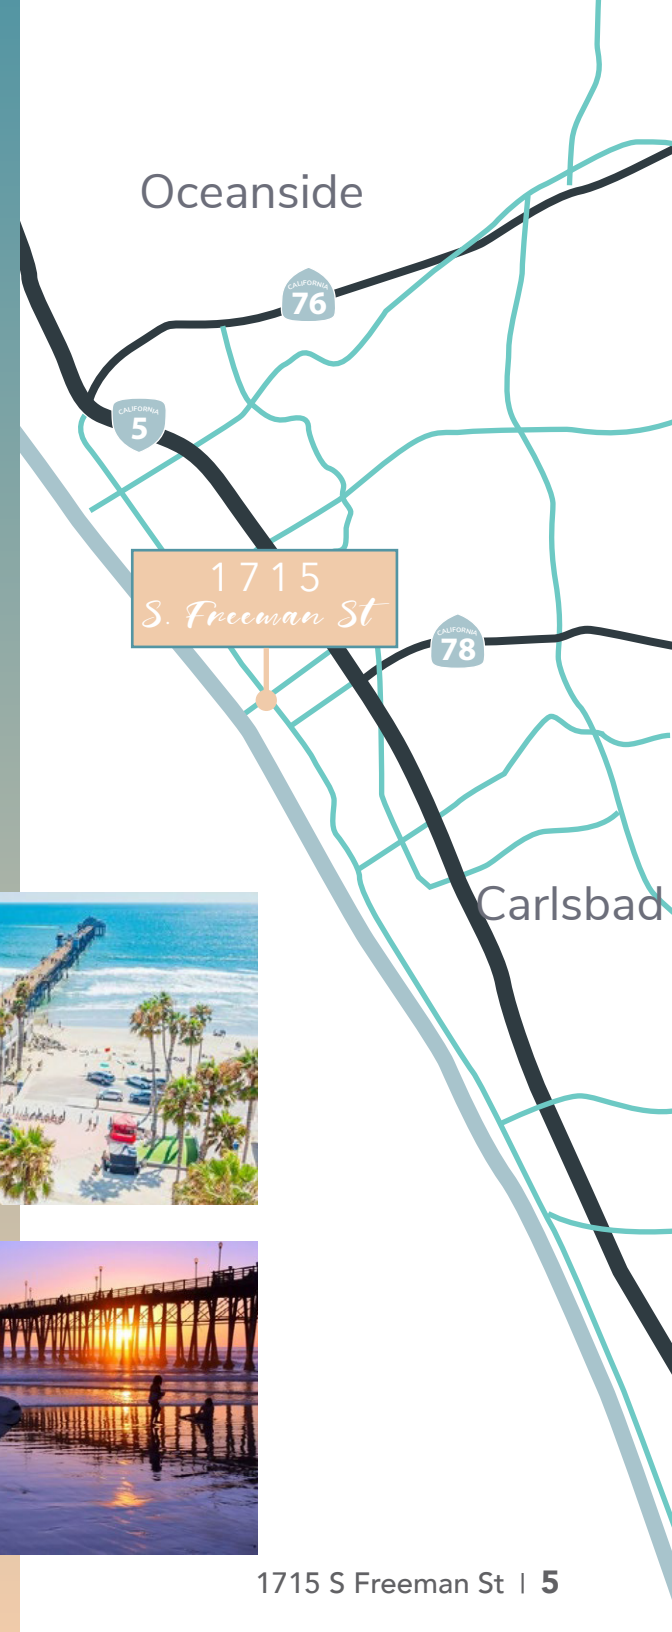 Oceanside
CALIFORNIA
76
CALIFORNIA
5
1715
S. Freeman St
CALIFORNIA
78
Carlsbad
1715 S Freeman St | 5